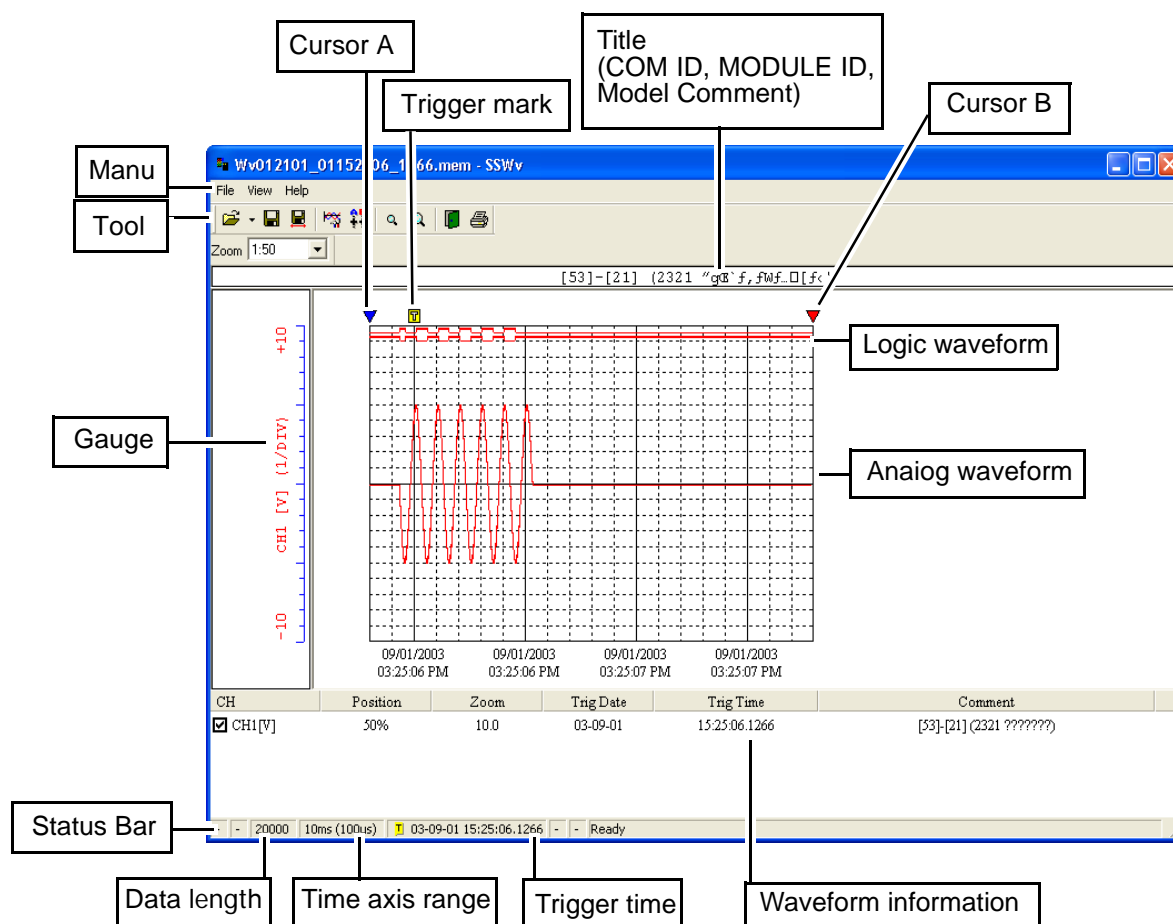 Cursor A
Title
(COM ID, MODULE ID,
Model Comment)
Trigger mark
Cursor B
Manu
Tool
File View Help
Zoom 1:50
[53]-[21] (2321
+10
CH1 [V] (1/DIV)
-10
Logic waveform
Gauge
Anaiog waveform
09/01/2003 09/01/2003 09/01/2003 09/01/2003
03:25:06 PM 03:25:06 PM 03:25:07 PM 03:25:07 PM
CH Position Zoom Trig Date Trig Time Comment
CH1[V] 50% 10.0 03-09-01 15:25:06.1266 [53]-[21] (2321 ???????)
Status Bar
- - 20000 10ms (100us) T 03-09-01 15:25:06.1266 - - Ready
Data length
Time axis range
Trigger time
Waveform information